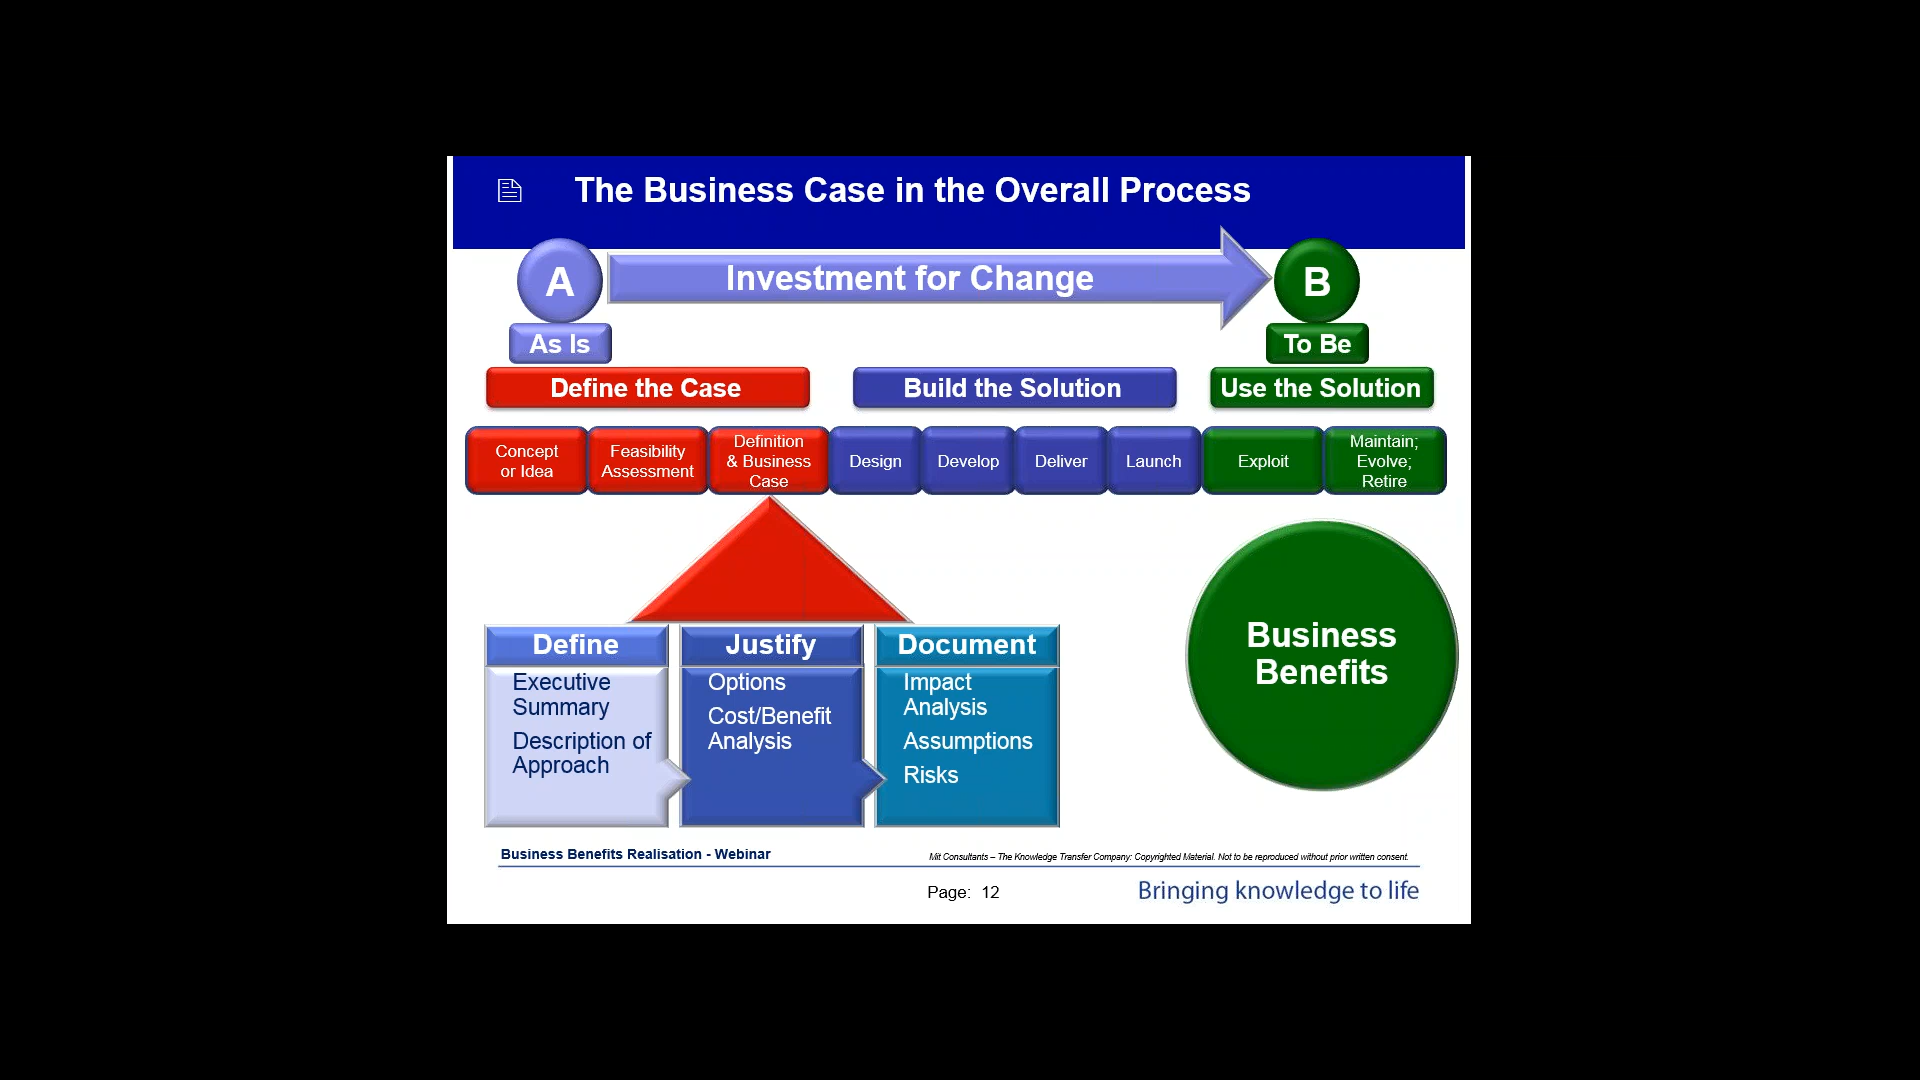 The Business Case in the Overall Process
A
Investment for Change
B
As Is
To Be
Define the Case
Build the Solution
Use the Solution
Concept
or Idea
Feasibility
Assessment
Definition
& Business
Case
Design
Develop
Deliver
Launch
Exploit
Maintain;
Evolve;
Retire
Define
Executive
Summary
Description of
Approach
Justify
Options
Cost/Benefit
Analysis
Document
Impact
Analysis
Assumptions
Risks
Business
Benefits
Business Benefits Realisation - Webinar
Mit Consultants – The Knowledge Transfer Company: Copyrighted Material. Not to be reproduced without prior written consent.
Page: 12
Bringing knowledge to life